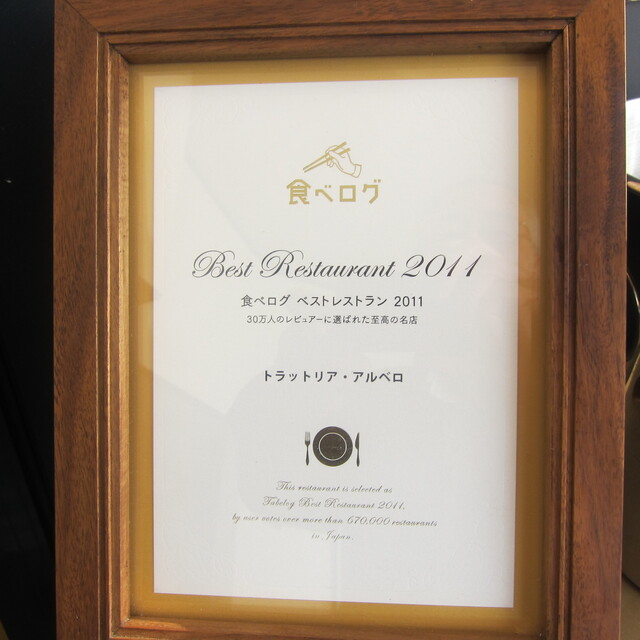 食べログ
Best Restaurant 2011
食べログ ベストレストラン 2011
30万人のレビュアーに選ばれた至高の名店
トラットリア・アルベロ
This restaurant is selected as
Tabelog Best Restaurant 2011,
by user votes over more than 670,000 restaurants
in Japan.